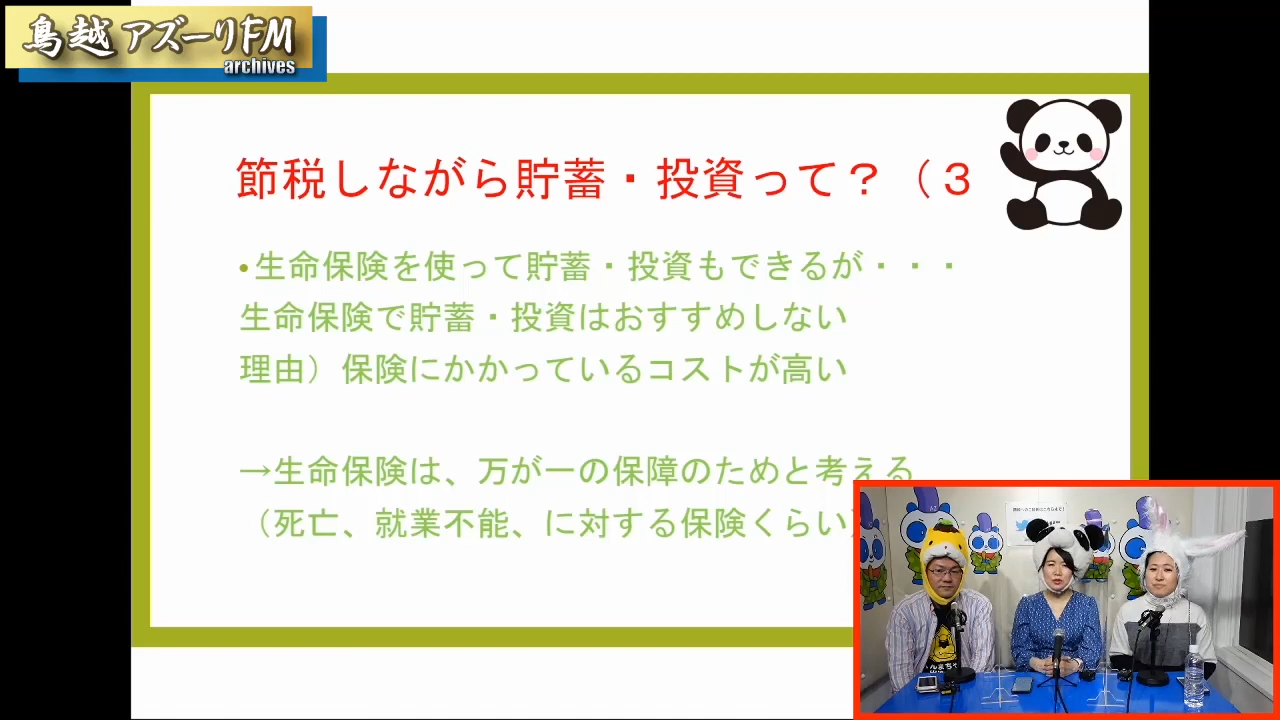 鳥越アズーリFM
archives
節税しながら貯蓄・投資って？（３
•生命保険を使って貯蓄・投資もできるが・・・
生命保険で貯蓄・投資はおすすめしない
理由）保険にかかっているコストが高い
→生命保険は、万が一の保障のためと考える
（死亡、就業不能、に対する保険くらい）